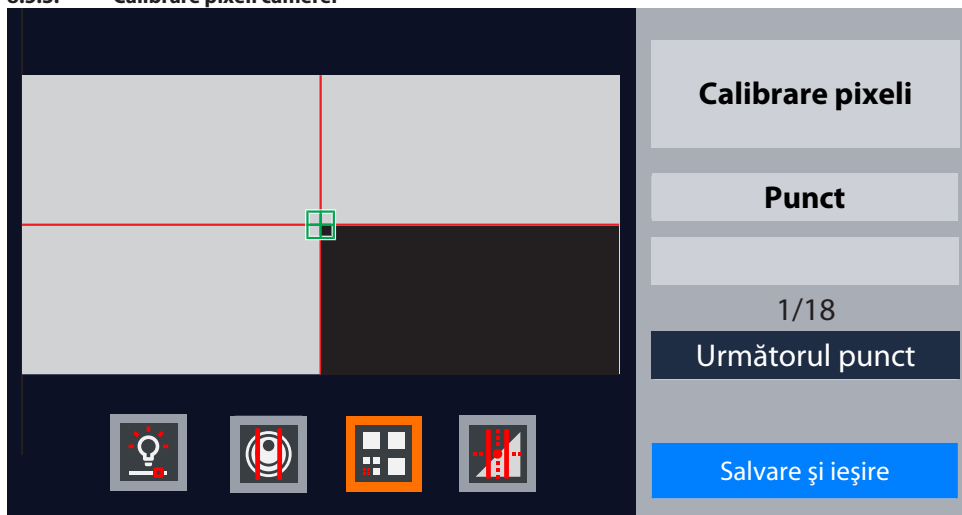 Calibrare pixeli
Punct
1/18
Următorul punct
Salvare şi ieşire